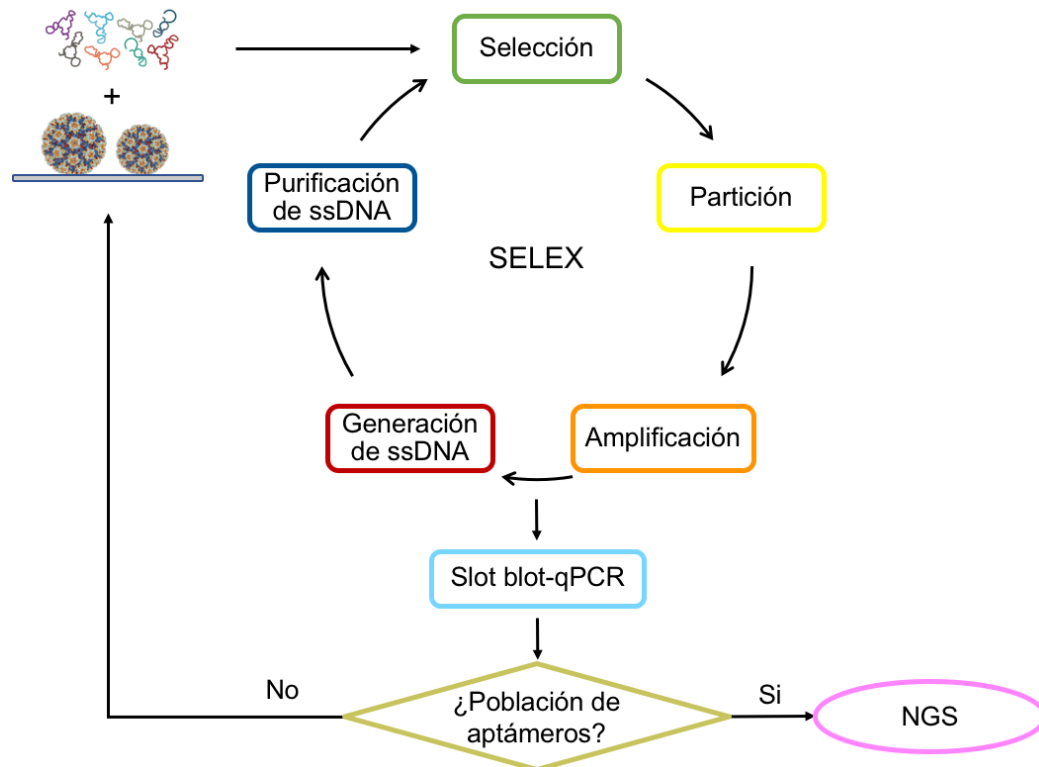 Selección
+
Purificación
de ssDNA
Partición
SELEX
Generación
de ssDNA
Amplificación
Slot blot-qPCR
No
¿Población de
aptámeros?
Si
NGS